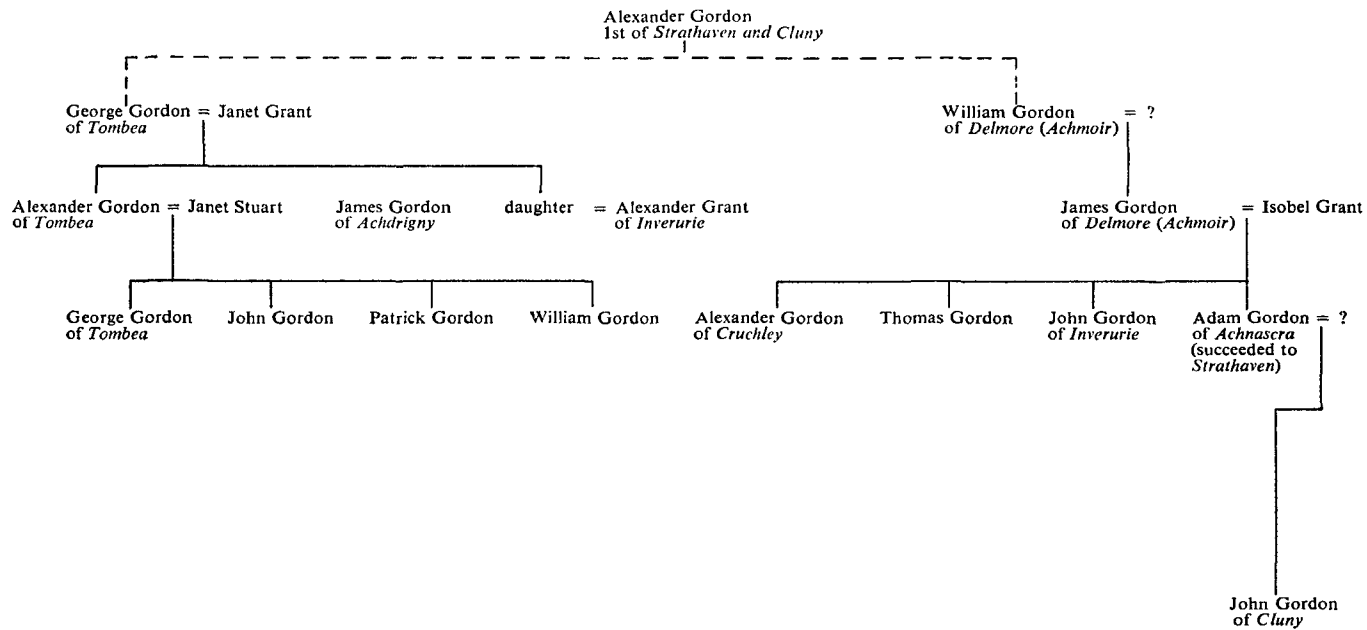 Alexander Gordon
1st of Strathaven and Cluny
George Gordon = Janet Grant
of Tombea
William Gordon = ?
of Delmore (Achmoir)
Alexander Gordon = Janet Stuart
of Tombea
James Gordon
of Achdrigny
daughter = Alexander Grant
of Inverurie
James Gordon = Isobel Grant
of Delmore (Achmoir)
George Gordon
of Tombea
John Gordon
Patrick Gordon
William Gordon
Alexander Gordon
of Cruchley
Thomas Gordon
John Gordon
of Inverurie
Adam Gordon = ?
of Achnascra
(succeeded to
Strathaven)
John Gordon
of Cluny